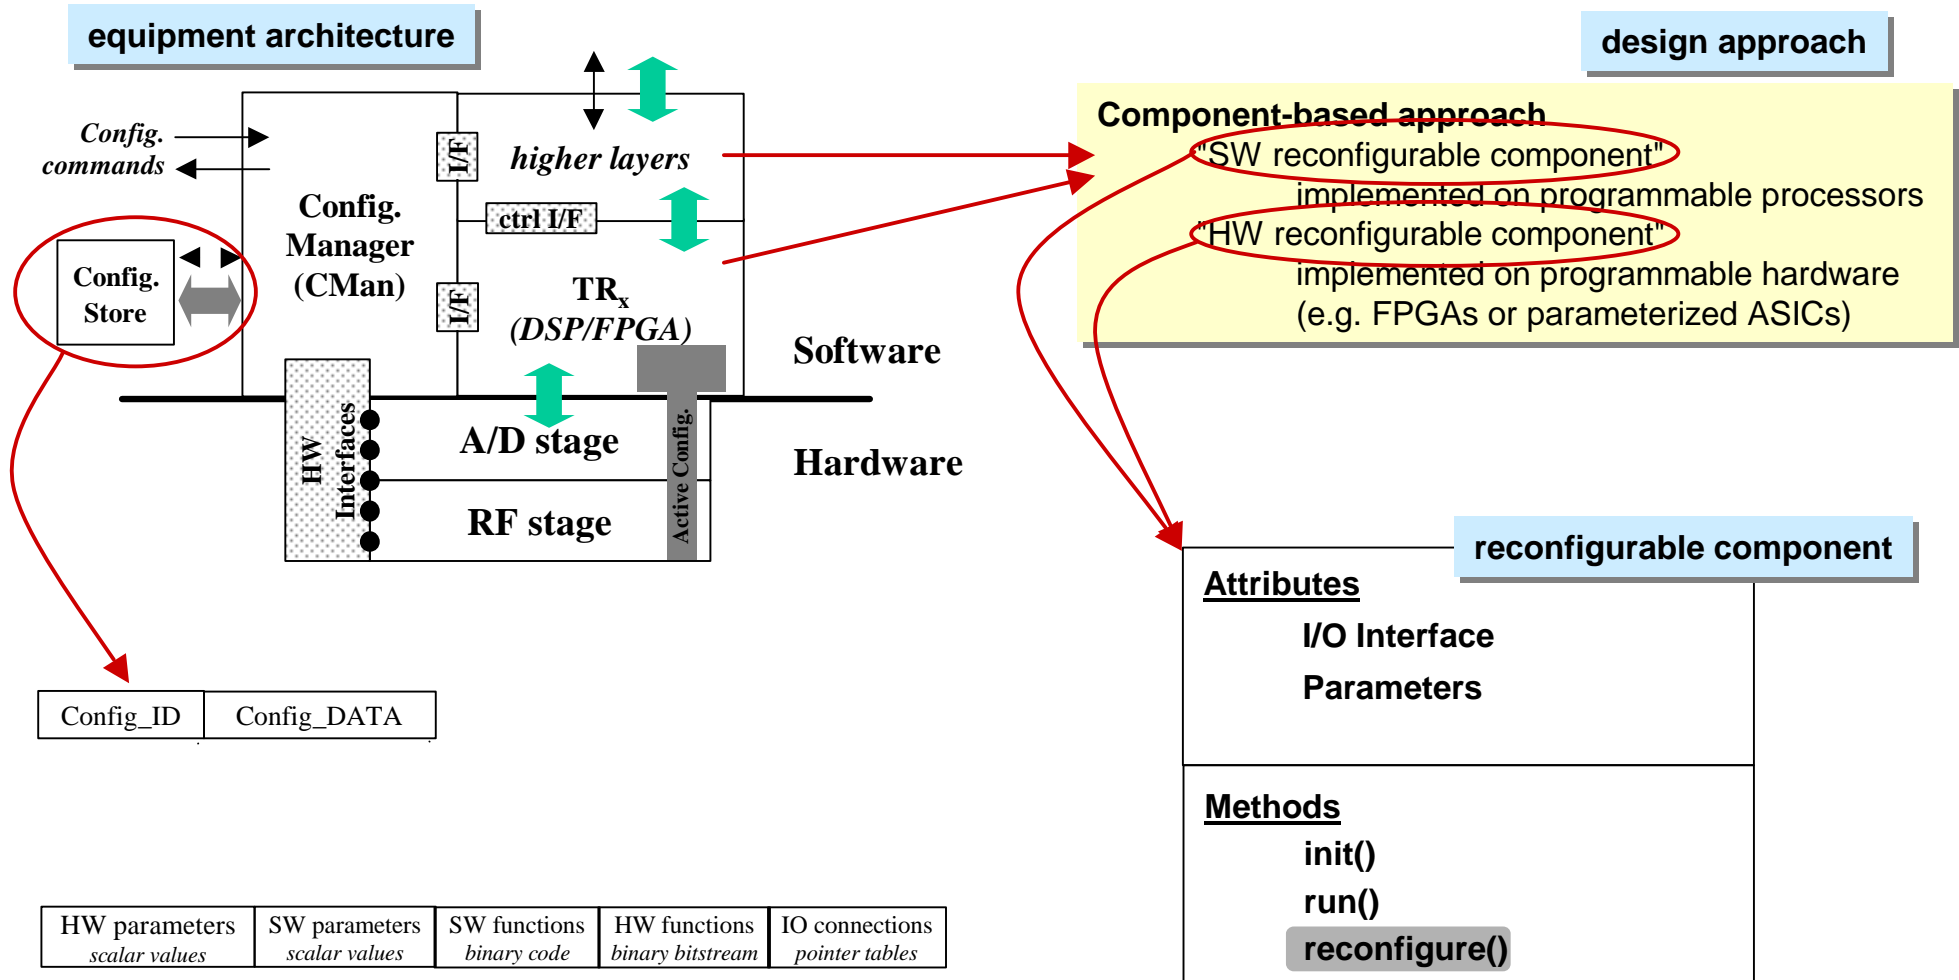 equipment architecture
design approach
Config.
commands
Config.
Manager
(CMan)
I/F
higher layers
ctrl I/F
I/F
TRx
(DSP/FPGA)
Config.
Store
Software
Hardware
HW
Interfaces
A/D stage
RF stage
Active Config.
Component-based approach
"SW reconfigurable component"
implemented on programmable processors
"HW reconfigurable component"
implemented on programmable hardware
(e.g. FPGAs or parameterized ASICs)
reconfigurable component
Attributes
I/O Interface
Parameters
Methods
init()
run()
reconfigure()
Config_ID Config_DATA
HW parameters SW parameters SW functions HW functions IO connections
scalar values scalar values binary code binary bitstream pointer tables